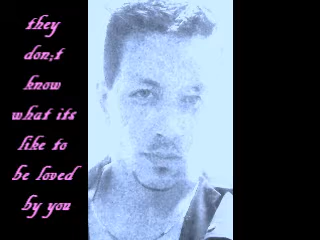 they
don;t
know
what its
like to
be loved
by you